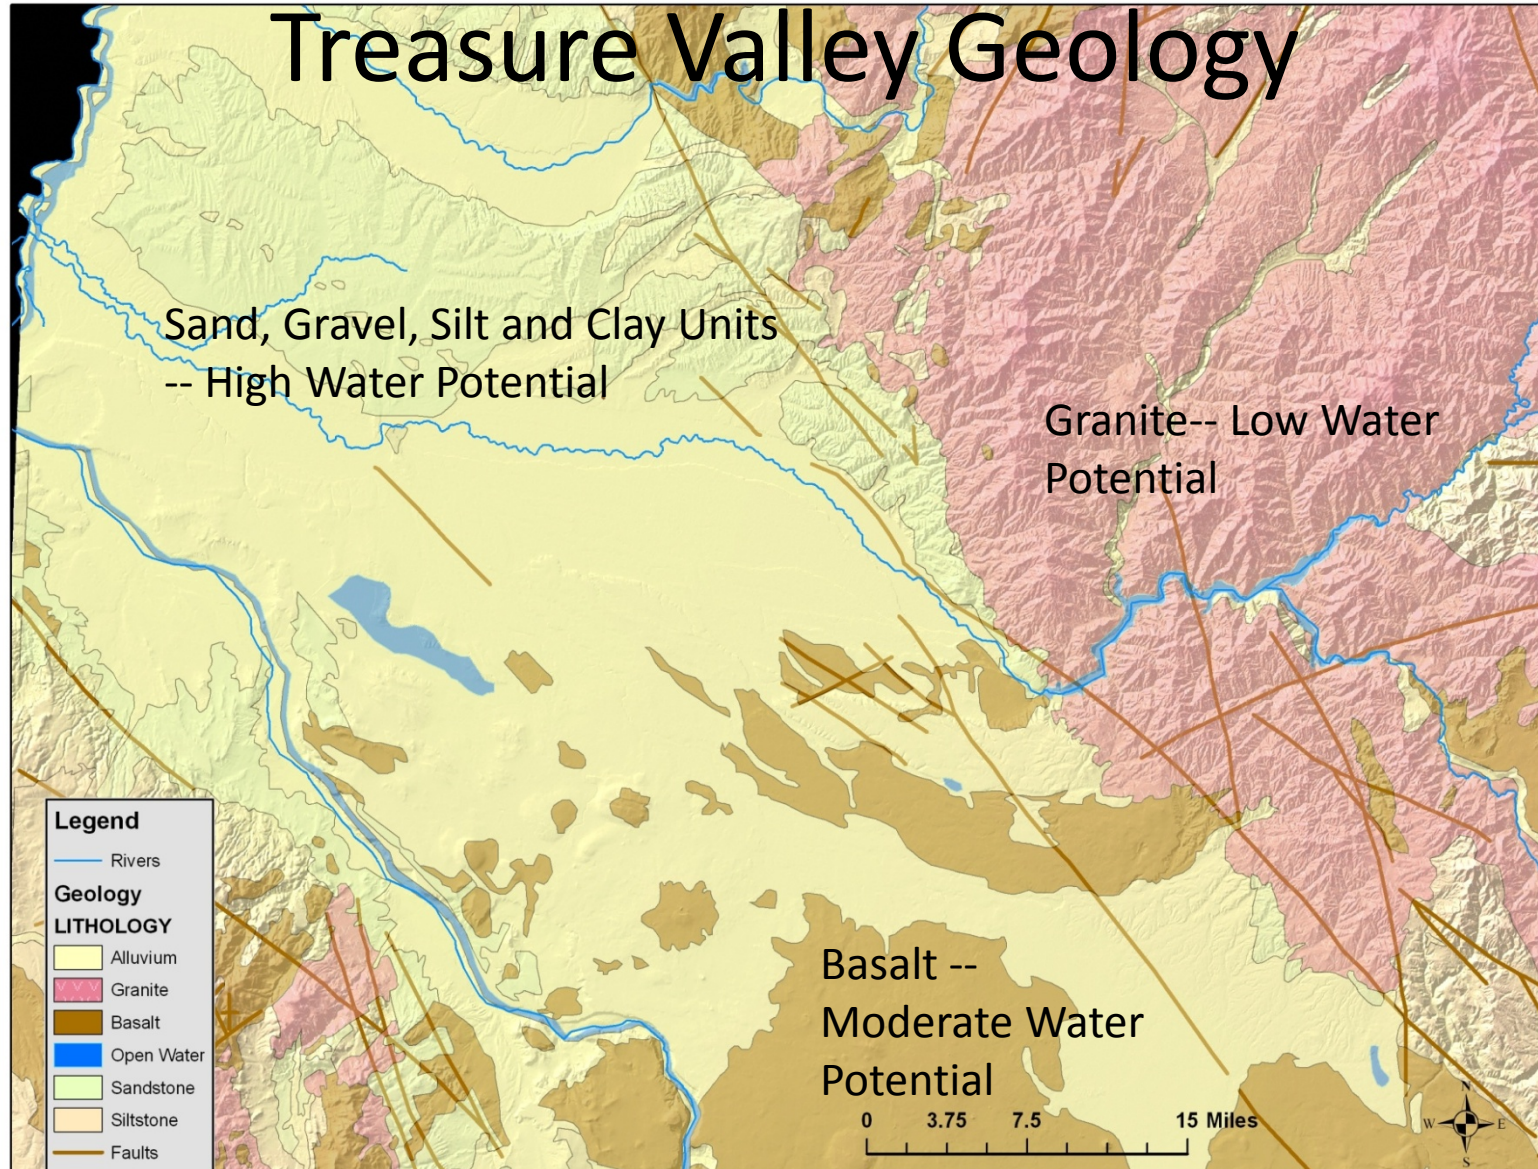 Treasure Valley Geology
Sand, Gravel, Silt and Clay Units
-- High Water Potential
Granite-- Low Water
Potential
Basalt --
Moderate Water
Potential
Legend
Rivers
Geology
LITHOLOGY
Alluvium
Granite
Basalt
Open Water
Sandstone
Siltstone
Faults
0 3.75 7.5 15 Miles
N
W E
S